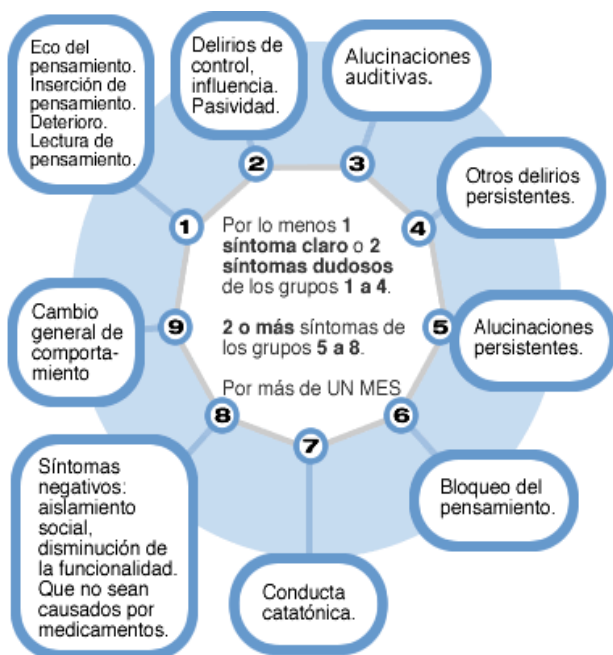 Eco del
pensamiento.
Inserción de
pensamiento.
Deterioro.
Lectura de
pensamiento.
Delirios de
control,
influencia.
Pasividad.
Alucinaciones
auditivas.
Otros delirios
persistentes.
Alucinaciones
persistentes.
Bloqueo del
pensamiento.
Conducta
catatónica.
Síntomas
negativos:
aislamiento
social,
disminución de
la funcionalidad.
Que no sean
causados por
medicamentos.
Cambio
general de
comporta-
miento
1
2
3
4
5
6
7
8
9
Por lo menos 1
síntoma claro o 2
síntomas dudosos
de los grupos 1 a 4.
2 o más síntomas de
los grupos 5 a 8.
Por más de UN MES